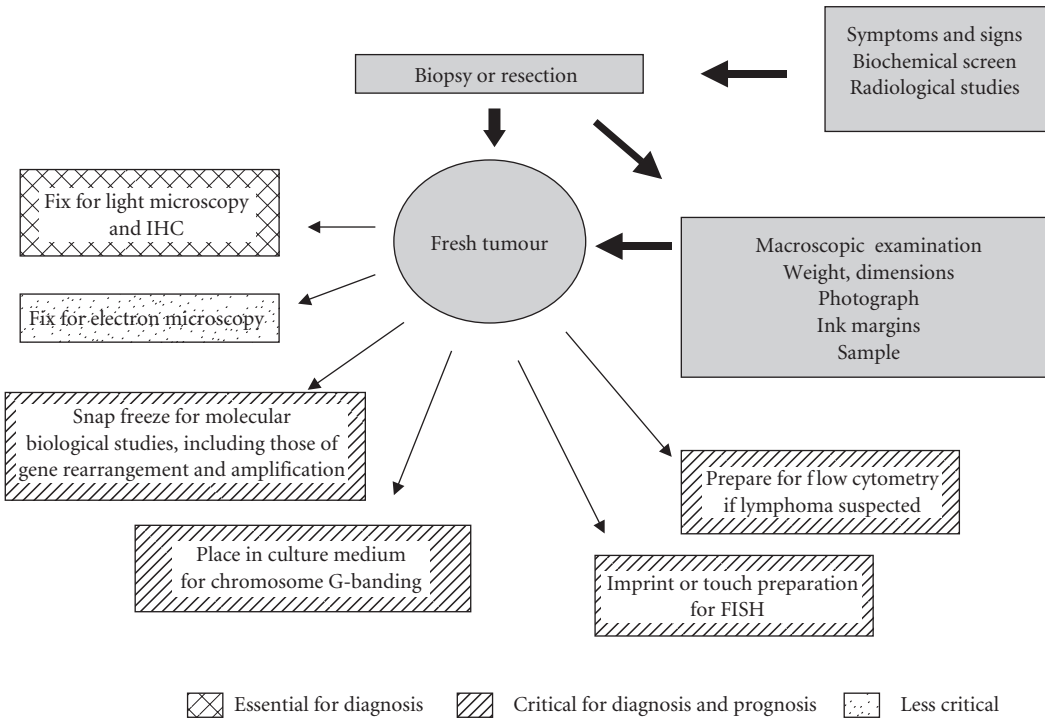 Symptoms and signs
Biochemical screen
Radiological studies
Biopsy or resection
Fix for light microscopy
and IHC
Fresh tumour
Macroscopic examination
Weight, dimensions
Photograph
Ink margins
Sample
Fix for electron microscopy
Snap freeze for molecular
biological studies, including those of
gene rearrangement and amplification
Prepare for flow cytometry
if lymphoma suspected
Place in culture medium
for chromosome G-banding
Imprint or touch preparation
for FISH
Essential for diagnosis
Critical for diagnosis and prognosis
Less critical